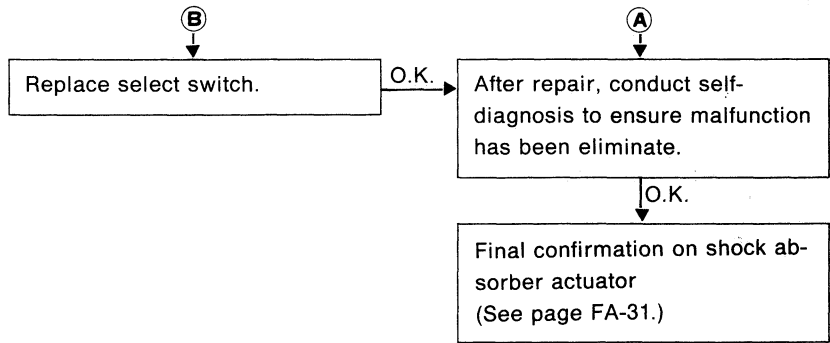 B
A
Replace select switch.
O.K.
After repair, conduct self-
diagnosis to ensure malfunction
has been eliminate.
O.K.
Final confirmation on shock ab-
sorber actuator
(See page FA-31.)